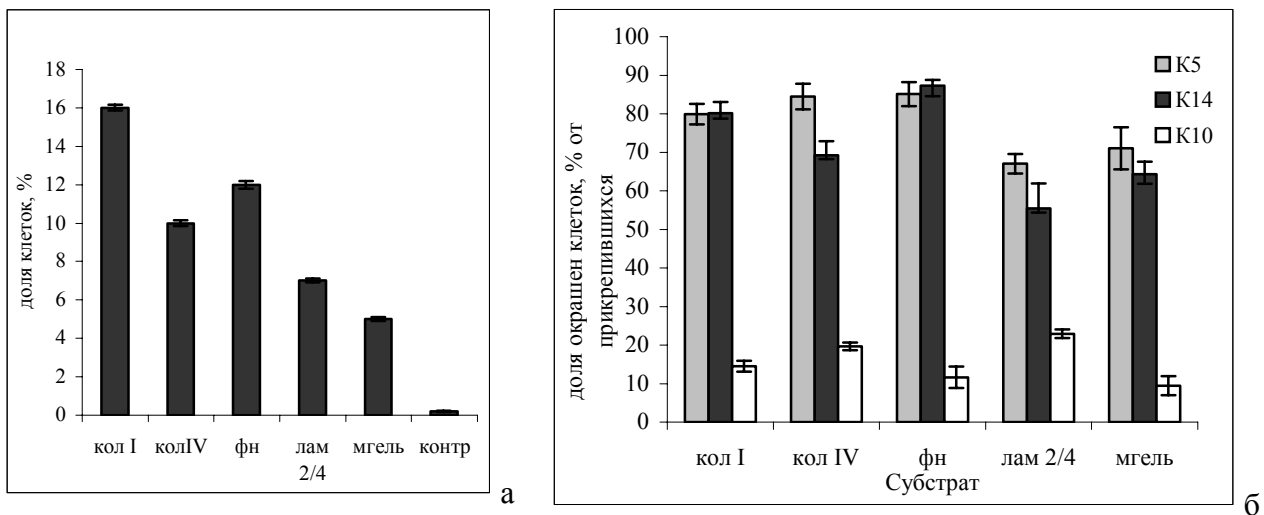 доля клеток, %
18
16
14
12
10
8
6
4
2
0
кол I колIV фн лам мгель контр
2/4
а
доля окрашен клеток, % от
прикрепившихся
100
90
80
70
60
50
40
30
20
10
0
К5
К14
К10
кол I кол IV фн лам 2/4 мгель
Субстрат
б